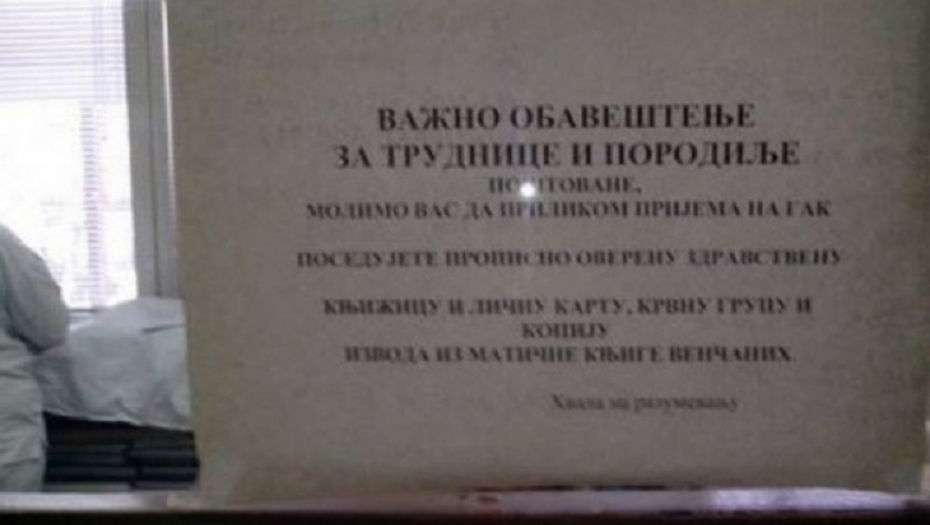 ВАЖНО ОБАВЕШТЕЊЕ
ЗА ТРУДНИЦЕ И ПОРОДИЉЕ
ПОШТОВАНЕ,
МОЛИМО ВАС ДА ПРИЛИКОМ ПРИЈЕМА НА ГАК
ПОСЕДУЈЕТЕ ПРОПИСНО ОВЕРЕНУ ЗДРАВСТВЕНУ
КЊИЖИЦУ И ЛИЧНУ КАРТУ, КРВНУ ГРУПУ И
КОПИЈУ
ИЗВОДА ИЗ МАТИЧНЕ КЊИГЕ ВЕНЧАНИХ.
Хвала на разумевању